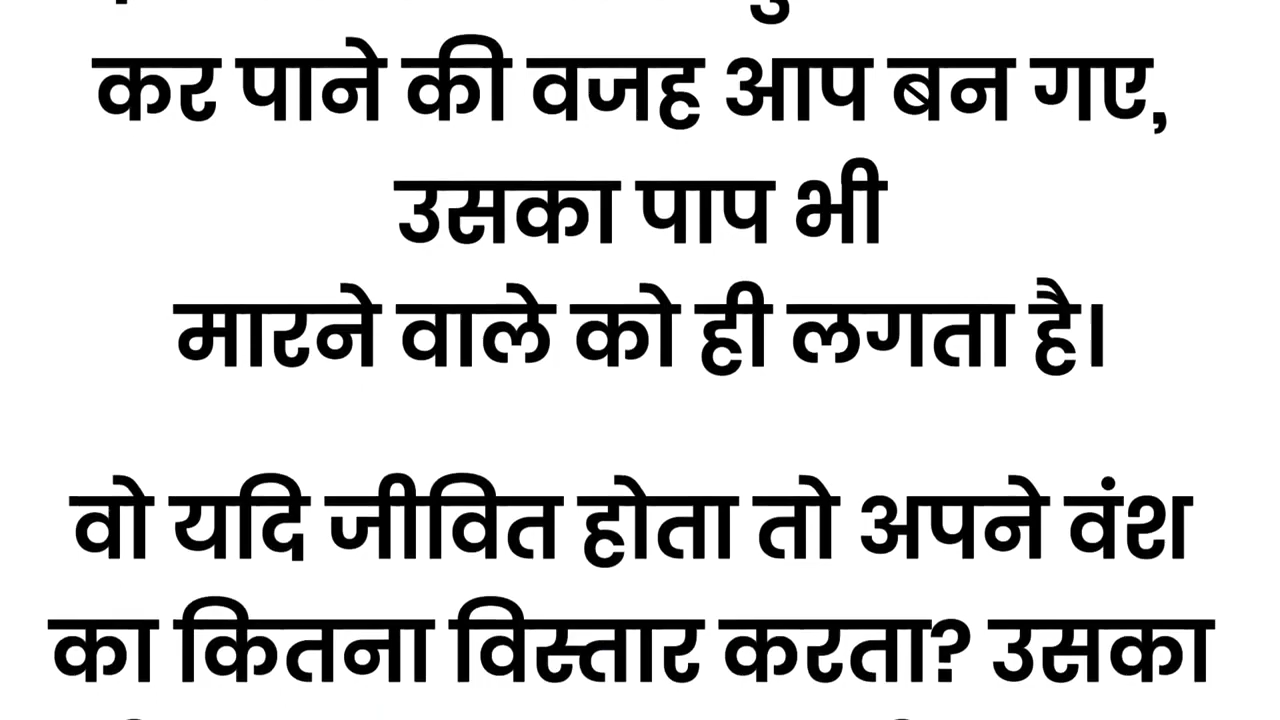 कर पाने की वजह आप बन गए,
उसका पाप भी
मारने वाले को ही लगता है।
वो यदि जीवित होता तो अपने वंश
का कितना विस्तार करता? उसका